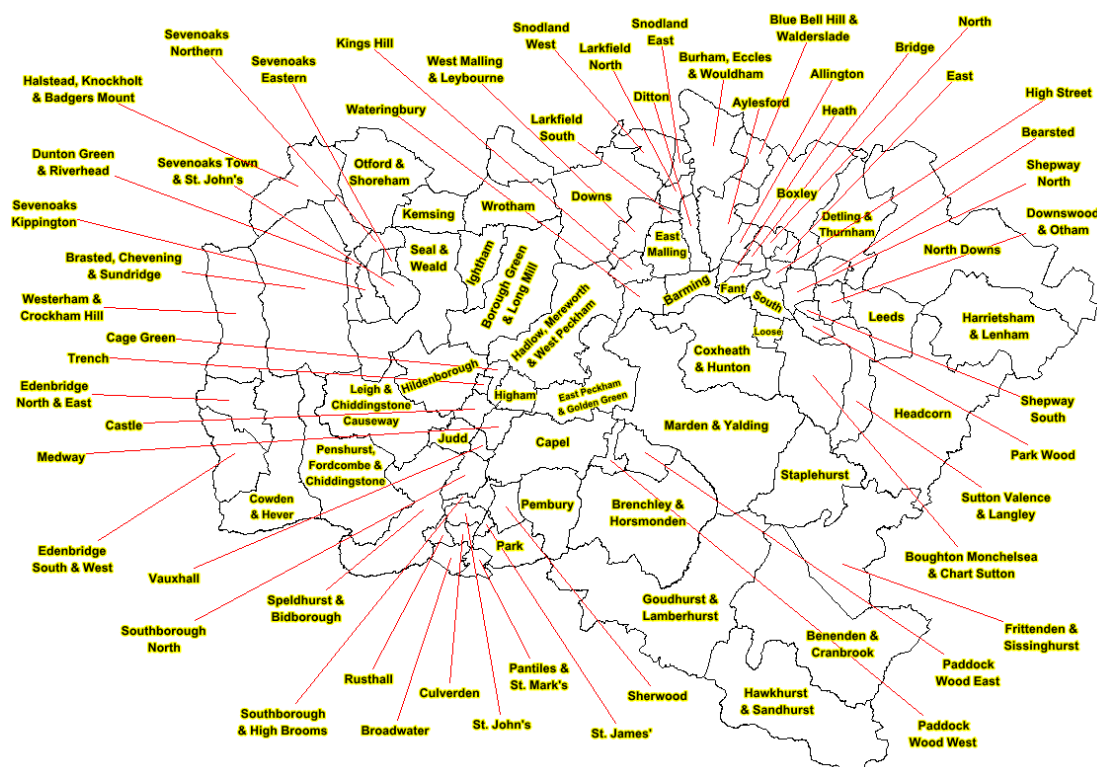 Sevenoaks
Northern
Kings Hill
West Malling
& Leybourne
Snodland
West
Larkfield
North
Snodland
East
Burham, Eccles
& Wouldham
Blue Bell Hill &
Walderslade
North
Bridge
Halstead, Knockholt
& Badgers Mount
Sevenoaks
Eastern
Wateringbury
Ditton
Aylesford
Allington
East
Heath
High Street
Larkfield
South
Bearsted
Dunton Green
& Riverhead
Sevenoaks Town
& St. John's
Otford &
Shoreham
Shepway
North
Downs
Boxley
Sevenoaks
Kippington
Kemsing
Wrotham
Detling &
Thurnham
Downswood
& Otham
Seal &
Weald
Ightham
Borough Green
& Long Mill
East
Malling
North Downs
Brasted, Chevening
& Sundridge
Barming
Fant
South
Westerham &
Crockham Hill
Hadlow, Mereworth
& West Peckham
Loose
Leeds
Harrietsham
& Lenham
Cage Green
Trench
Coxheath
& Hunton
Edenbridge
North & East
Hildenborough
Leigh &
Chiddingstone
Causeway
Higham
East Peckham
& Golden Green
Shepway
South
Castle
Headcorn
Medway
Judd
Capel
Marden & Yalding
Park Wood
Penshurst,
Fordcombe &
Chiddingstone
Staplehurst
Sutton Valence
& Langley
Cowden
& Hever
Pembury
Brenchley &
Horsmonden
Edenbridge
South & West
Park
Boughton Monchelsea
& Chart Sutton
Vauxhall
Speldhurst &
Bidborough
Goudhurst &
Lamberhurst
Southborough
North
Benenden &
Cranbrook
Frittenden &
Sissinghurst
Rusthall
Culverden
Pantiles &
St. Mark's
Sherwood
Paddock
Wood East
Hawkhurst
& Sandhurst
Southborough
& High Brooms
Broadwater
St. John's
St. James'
Paddock
Wood West